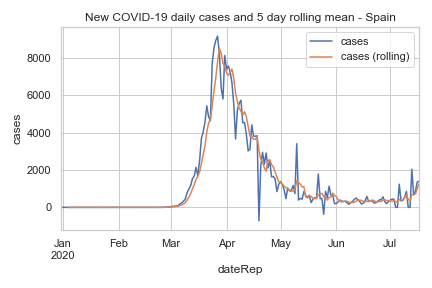 New COVID-19 daily cases and 5 day rolling mean - Spain
cases
cases (rolling)
cases
8000
6000
4000
2000
0
Jan Feb Mar Apr May Jun Jul
2020
dateRep